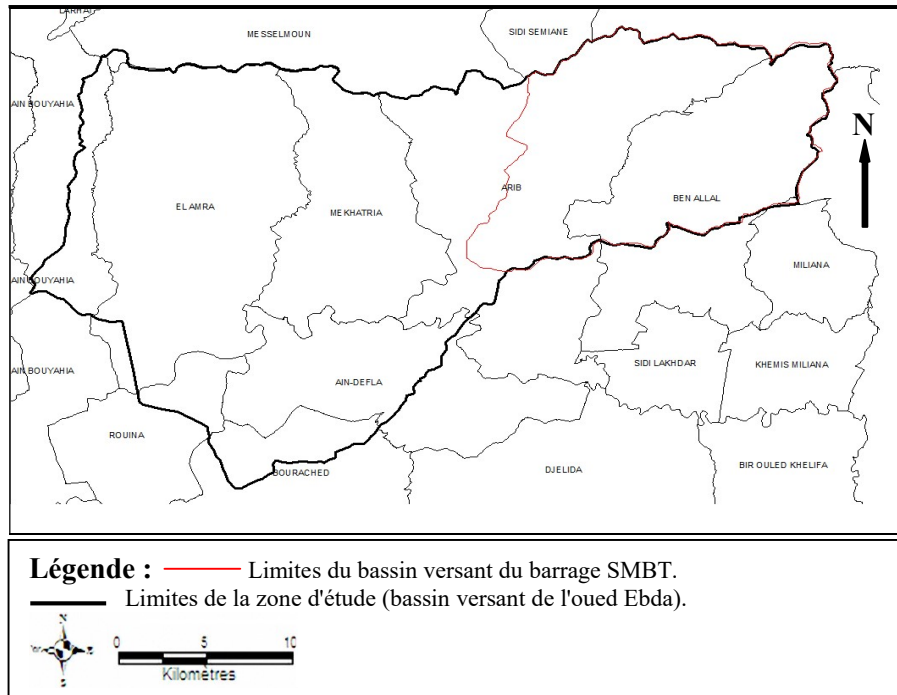 LARHAT
MESSELMOUN
SIDI SEMIANE
AIN BOUYAHIA
N
EL AMRA
MEKHATRIA
ARIB
BEN ALLAL
AIN BOUYAHIA
MILIANA
AIN BOUYAHIA
AIN-DEFLA
SIDI LAKHDAR
KHEMIS MILIANA
ROUINA
BOURACHED
DJELIDA
BIR OULED KHELIFA
Légende : Limites du bassin versant du barrage SMBT.
Limites de la zone d'étude (bassin versant de l'oued Ebda).
N
S
0 5 10
Kilomètres